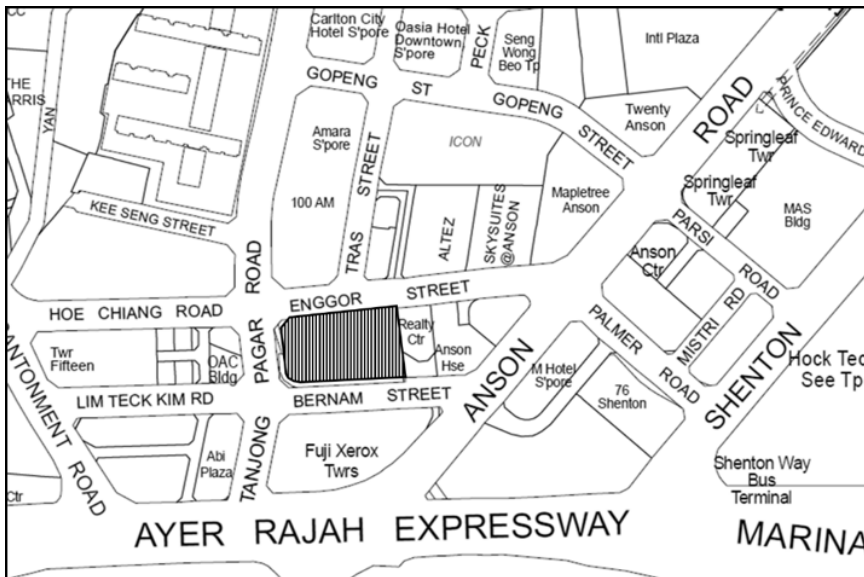 CC
Carlton City
Hotel S'pore
Oasia Hotel
Downtown
S'pore
PECK
Seng
Wong
Beo Tp
Intl Plaza
THE
YAN
GOPENG ST
GOPENG STREET
Twenty
Anson
ROAD
PRINCE EDWARD
Amara
S'pore
100 AM
TRAS STREET
ICON
Springleaf
Twr
Springleaf
Twr
Mapletree
Anson
MAS
Bldg
KEE SENG STREET
ALTEZ
SKYSUITES
@ANSON
PARSI ROAD
Anson
Ctr
HOE CHIANG ROAD
ROAD
ENGGOR STREET
Realty
Ctr
Anson
Hse
PALMER ROAD
MISTRI RD
SHENTON
Hock Tec
See Tp
Twr
Fifteen
OAC
Bldg
PAGAR
ANSON
M Hotel
S'pore
76
Shenton
LIM TECK KIM RD
BERNAM STREET
CANTONMENT ROAD
Abi
Plaza
TANJONG
Fuji Xerox
Twrs
Shenton Way
Bus
Terminal
Ctr
AYER RAJAH EXPRESSWAY
MARINA